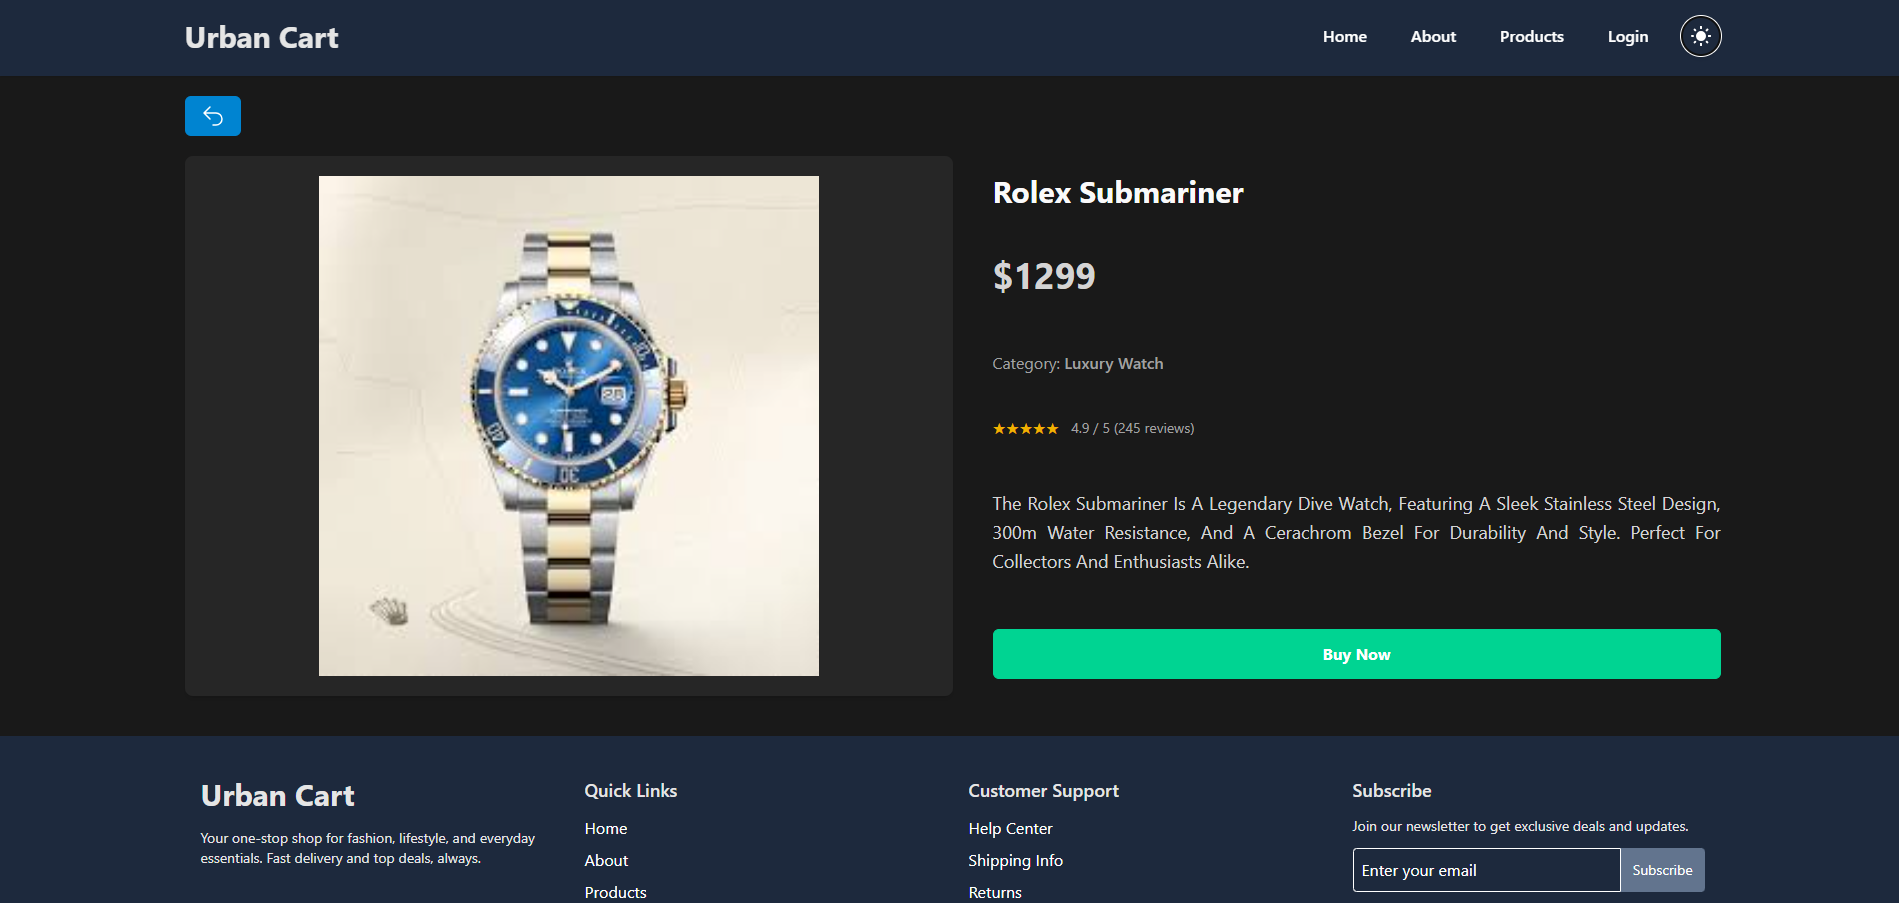 Urban Cart
Home
About
Products
Login
Rolex Submariner
$1299
Category: Luxury Watch
★★★★★ 4.9 / 5 (245 reviews)
The Rolex Submariner Is A Legendary Dive Watch, Featuring A Sleek Stainless Steel Design,
300m Water Resistance, And A Cerachrom Bezel For Durability And Style. Perfect For
Collectors And Enthusiasts Alike.
Buy Now
Urban Cart
Your one-stop shop for fashion, lifestyle, and everyday
essentials. Fast delivery and top deals, always.
Quick Links
Home
About
Products
Customer Support
Help Center
Shipping Info
Returns
Subscribe
Join our newsletter to get exclusive deals and updates.
Enter your email
Subscribe